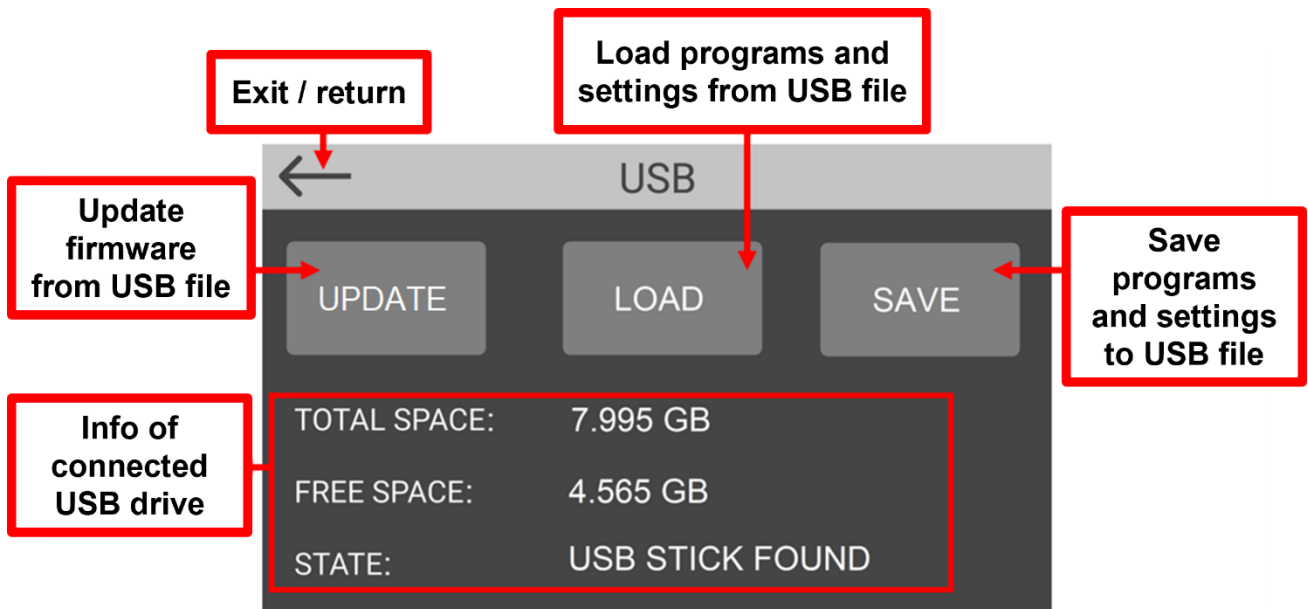 Load programs and
settings from USB file
Exit / return
USB
Update
firmware
from USB file
Save
programs
and settings
to USB file
UPDATE
LOAD
SAVE
Info of
connected
USB drive
TOTAL SPACE: 7.995 GB
FREE SPACE: 4.565 GB
STATE: USB STICK FOUND